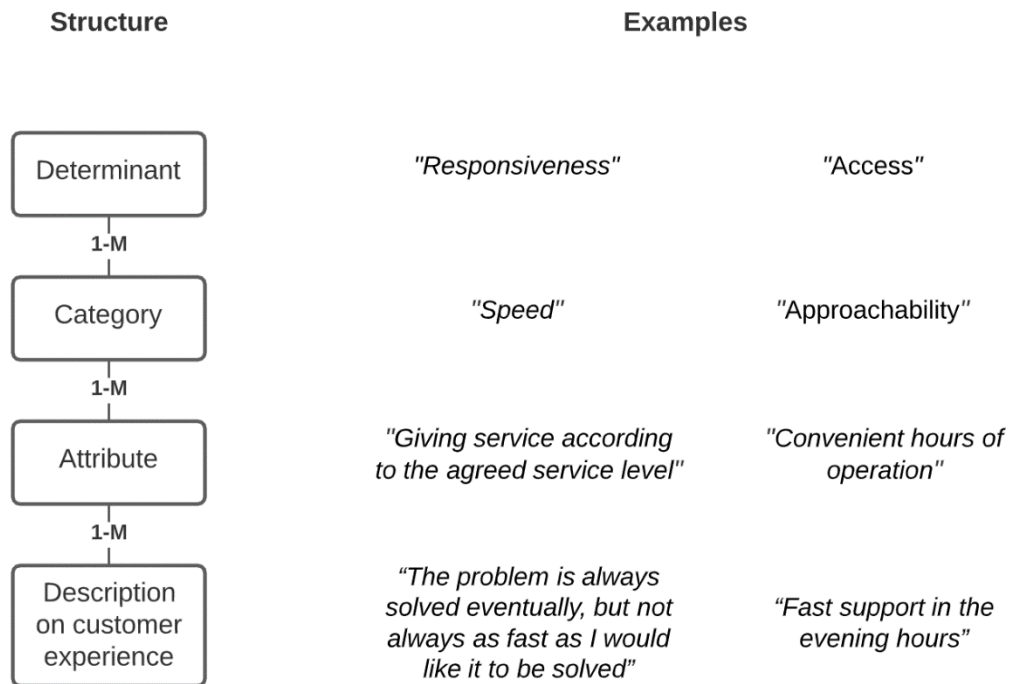 Structure
Examples
Determinant
"Responsiveness"
"Access"
1-M
Category
"Speed"
"Approachability"
1-M
Attribute
"Giving service according
to the agreed service level"
"Convenient hours of
operation"
1-M
Description
on customer
experience
“The problem is always
solved eventually, but not
always as fast as I would
like it to be solved”
“Fast support in the
evening hours”